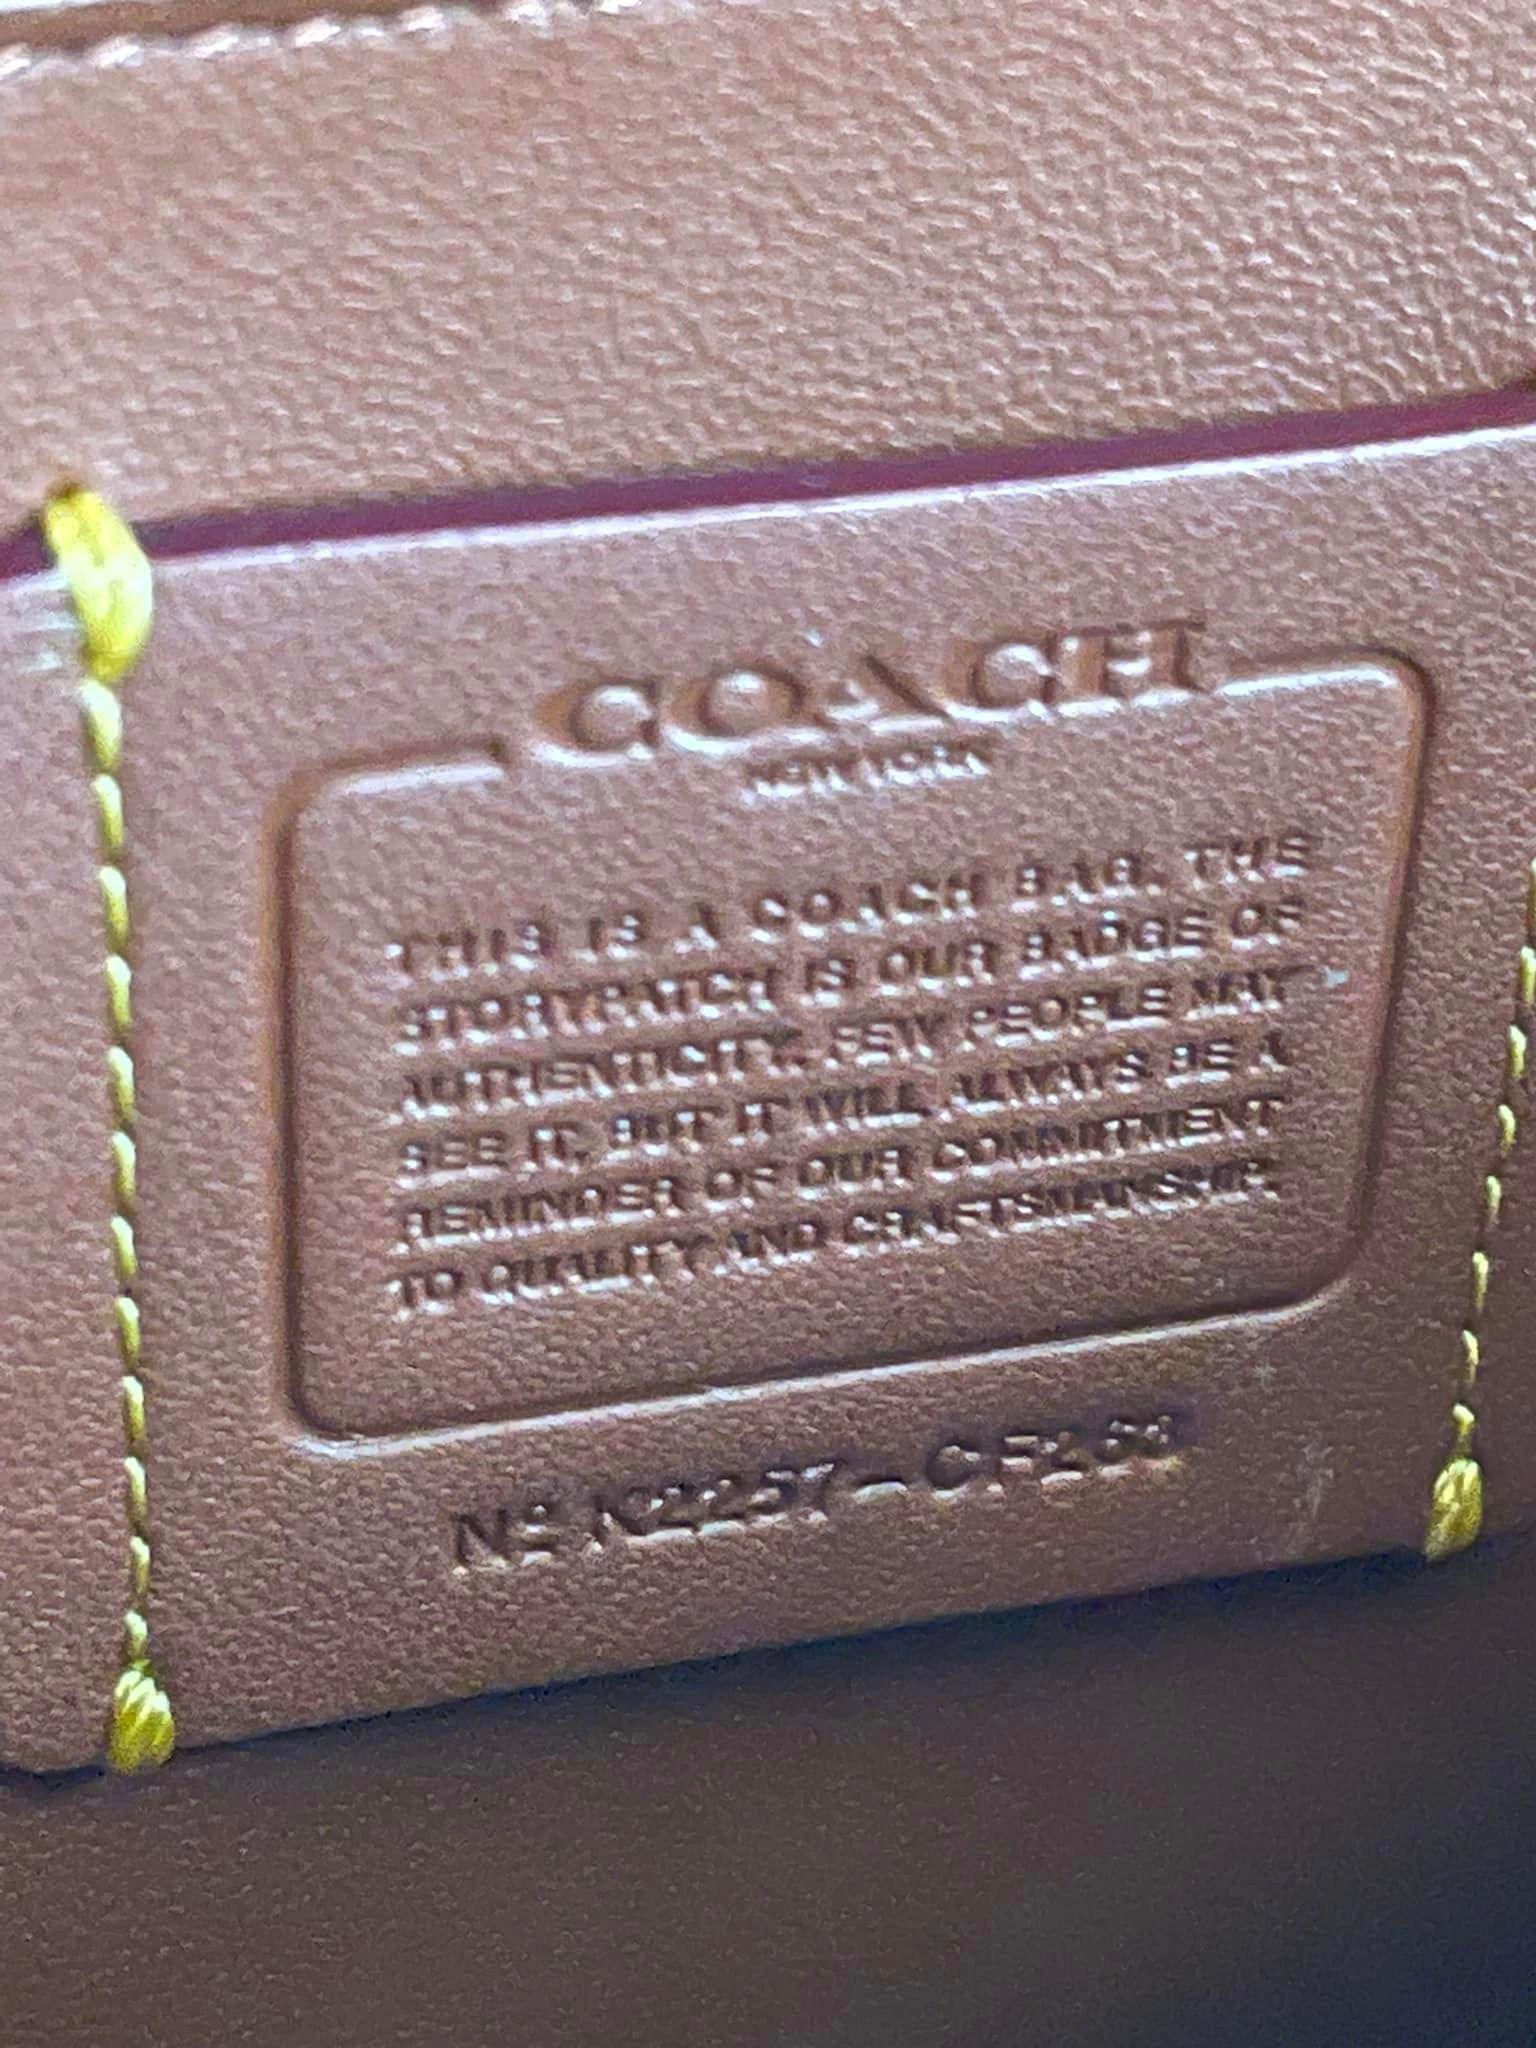 COACH
NEW YORK
THIS IS A COACH BAG. THE
STORYPATCH IS OUR BADGE OF
AUTHENTICITY. FEW PEOPLE MAY
SEE IT, BUT IT WILL ALWAYS BE A
REMINDER OF OUR COMMITMENT
TO QUALITY AND CRAFTSMANSHIP.
Nº